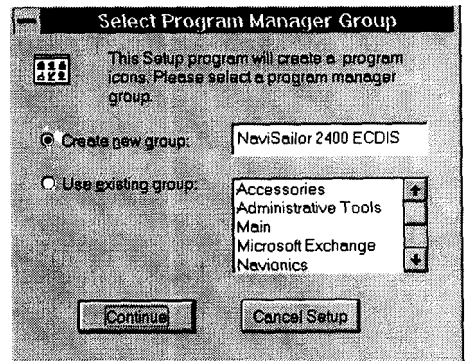 Select Program Manager Group
This Setup program will create a program
icons. Please select a program manager
group.
Create new group:
NaviSailor 2400 ECDIS
Use existing group:
Accessories
Administrative Tools
Main
Microsoft Exchange
Navionics
Continue
Cancel Setup